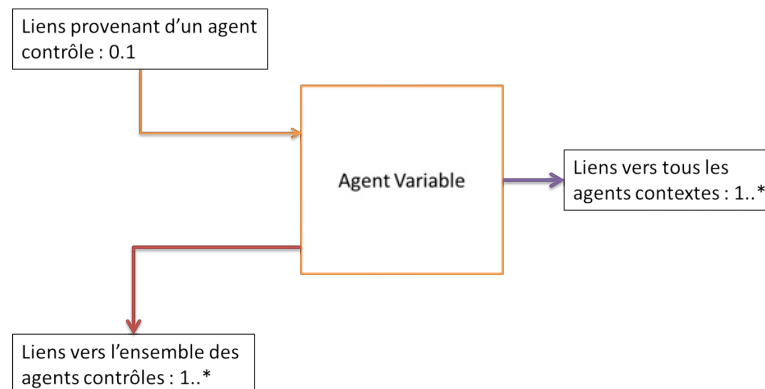 Liens provenant d'un agent
contrôle : 0.1
Agent Variable
Liens vers tous les
agents contextes : 1..*
Liens vers l'ensemble des
agents contrôles : 1..*